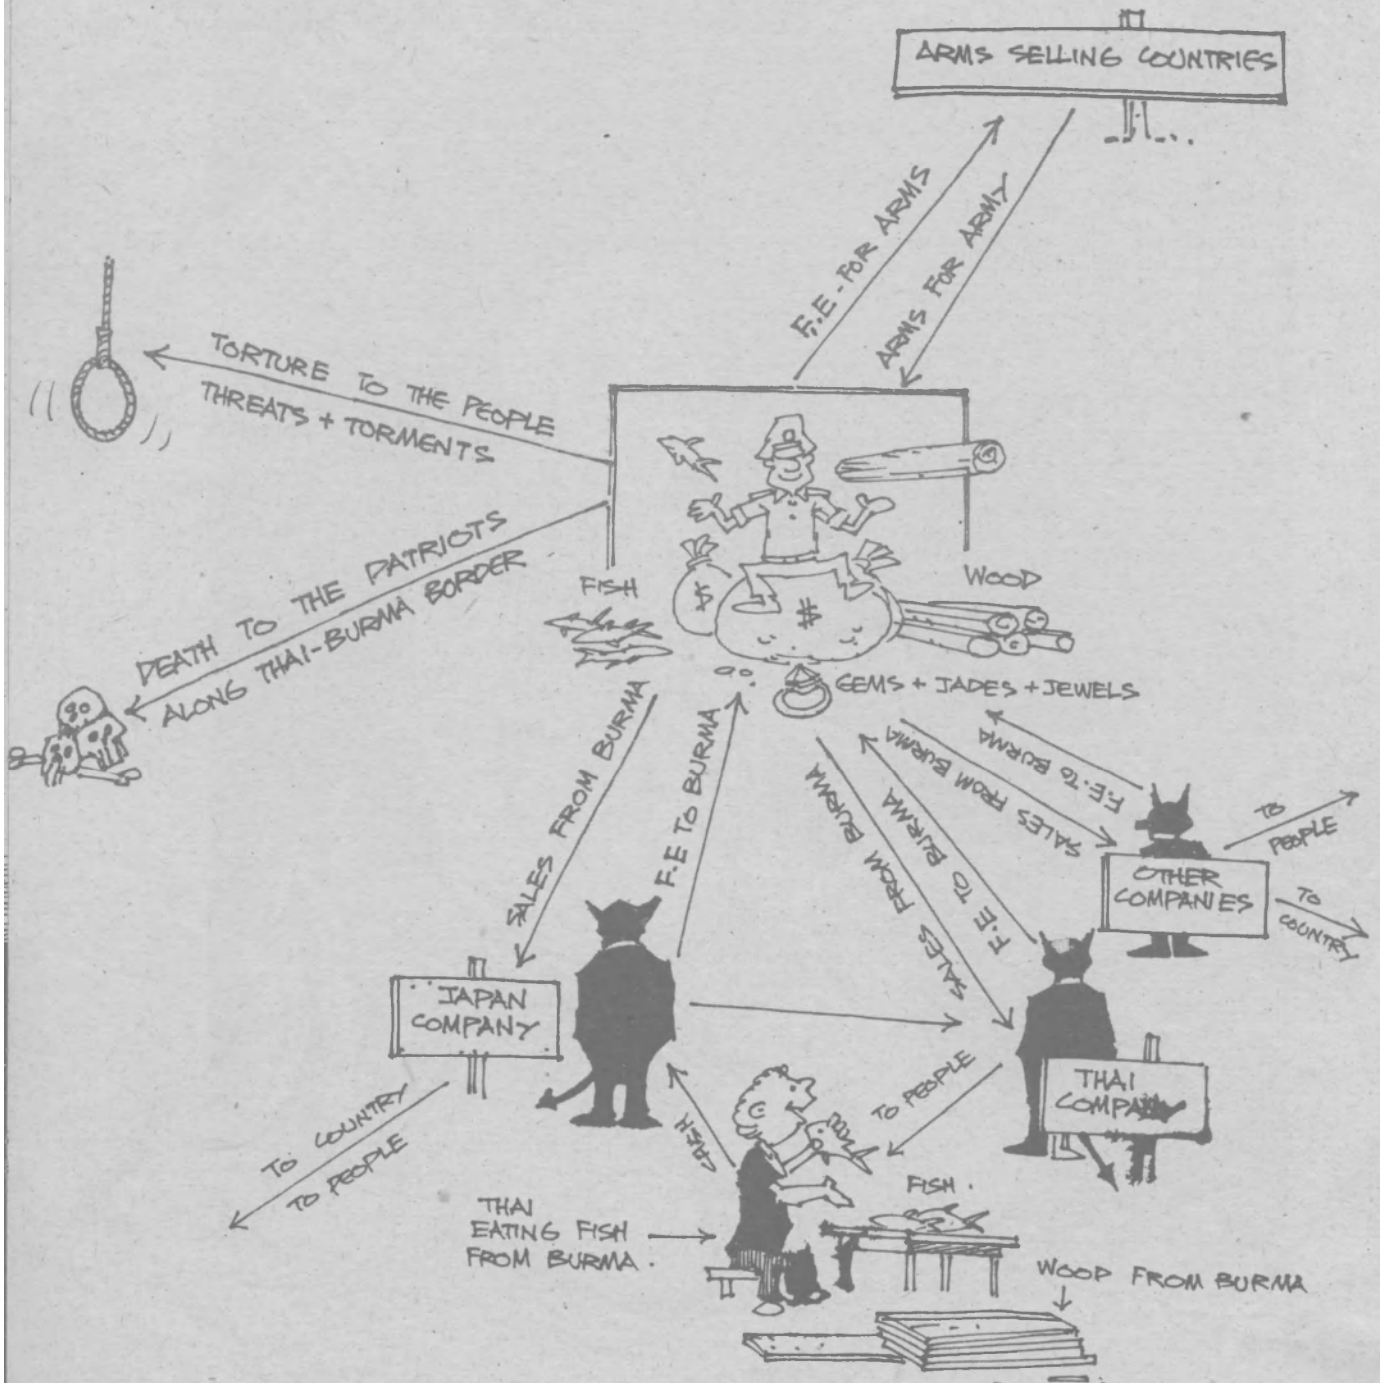 ARMS SELLING COUNTRIES
F.E - FOR ARMS
ARMS FOR ARMY
TORTURE TO THE PEOPLE
THREATS + TORMENTS
DEATH TO THE PATRIOTS
ALONG THAI-BURMA BORDER
FISH
WOOD
$
$
GEMS + JADES + JEWELS
SALES FROM BURMA
F.E TO BURMA
SALES FROM BURMA
F.E TO BURMA
SALES FROM BURMA
F.E. TO BURMA
TO
PEOPLE
OTHER
COMPANIES
TO
COUNTRY
JAPAN
COMPANY
THAI
COMPANY
TO COUNTRY
TO PEOPLE
CASH
TO PEOPLE
FISH.
THAI
EATING FISH
FROM BURMA.
WOOD FROM BURMA